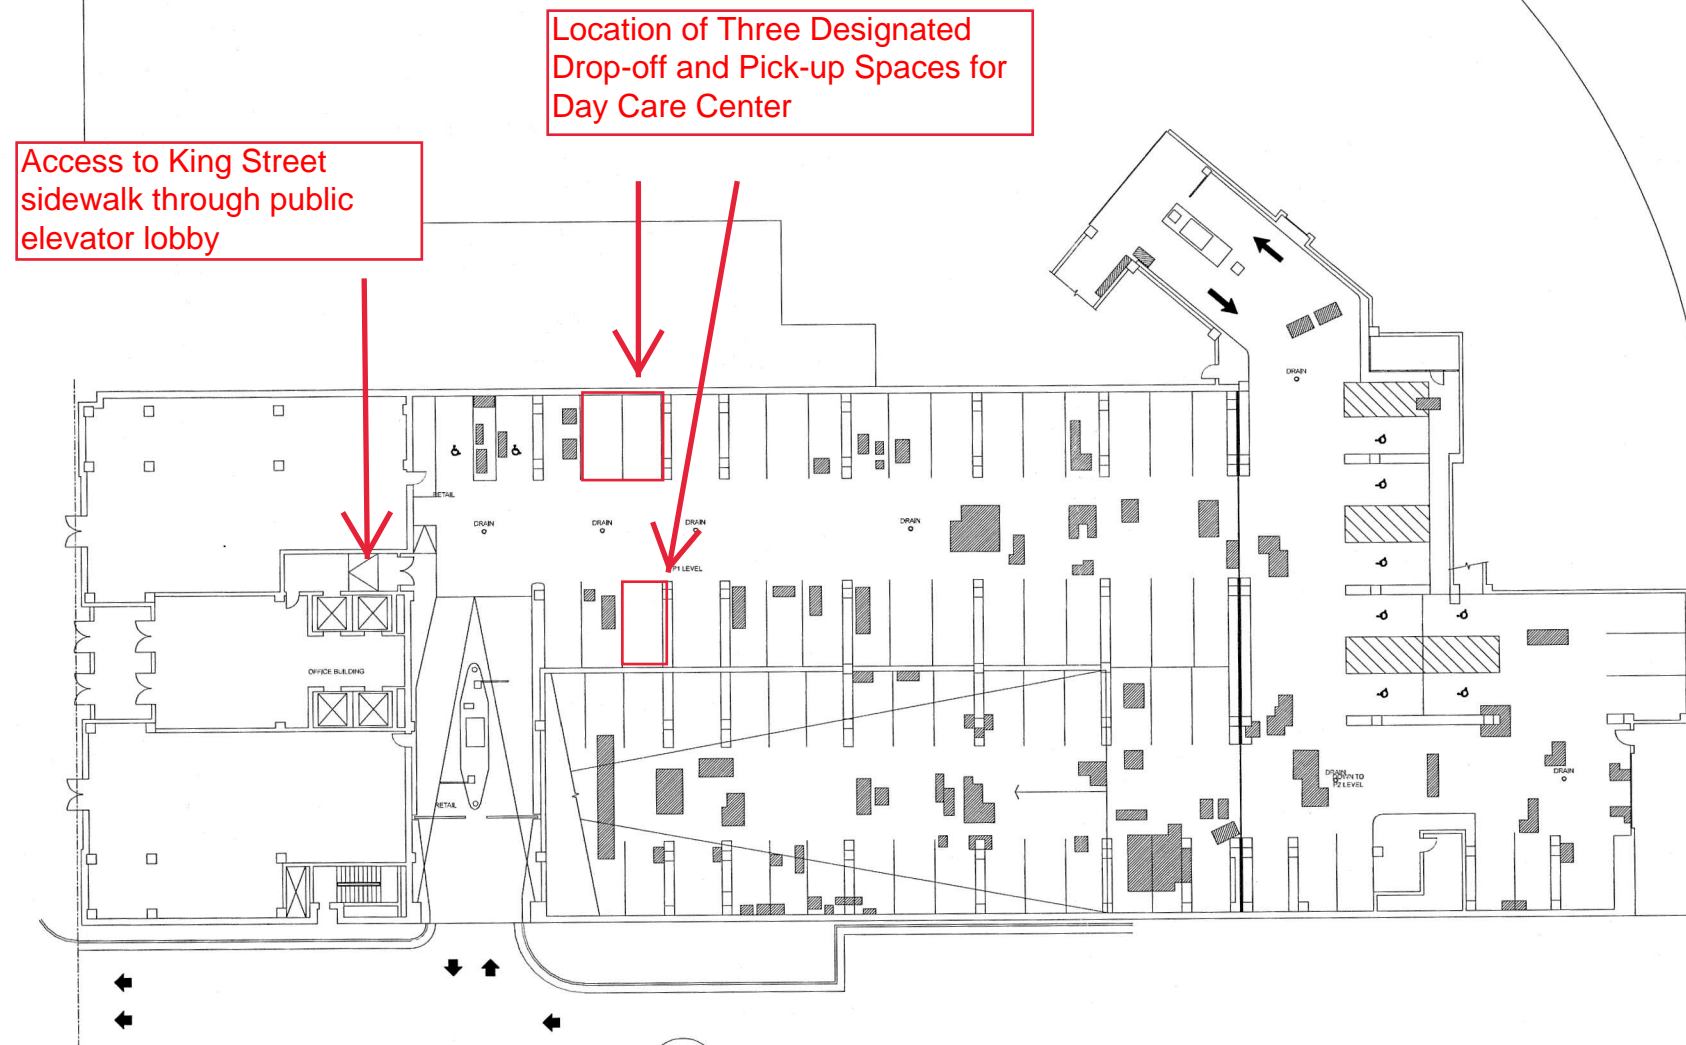 Location of Three Designated
Drop-off and Pick-up Spaces for
Day Care Center
Access to King Street
sidewalk through public
elevator lobby
DRAIN
RETAIL
DRAIN
DRAIN
DRAIN
DRAIN
P1 LEVEL
OFFICE BUILDING
RETAIL
DRAIN
DOWN TO
P2 LEVEL
DRAIN